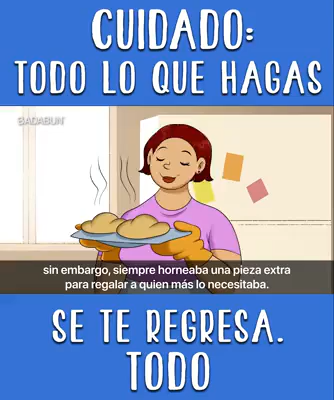 CUIDADO:
TODO LO QUE HAGAS
BADABUN
sin embargo, siempre horneaba una pieza extra
para regalar a quien más lo necesitaba.
SE TE REGRESA.
TODO